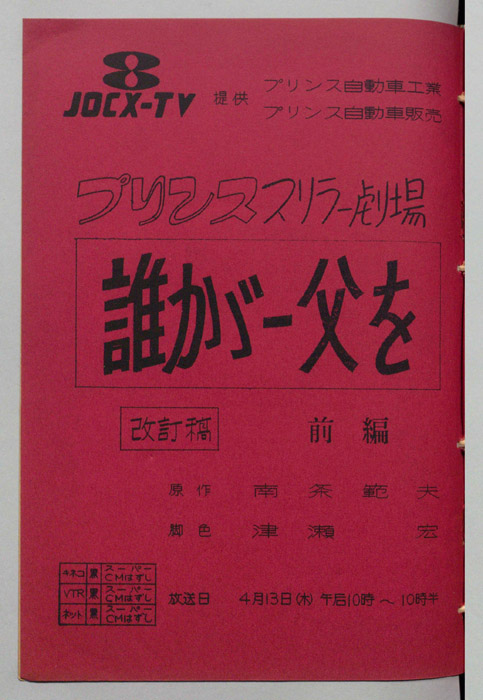 8
JOCX-TV
提供 プリンス自動車工業
プリンス自動車販売
プリンススリラー劇場
誰がー父を
改訂稿 前編
原作 南条範夫
脚色 津瀬宏
キネコ 黒 スーパー CMはずし
VTR 黒 スーパー CMはずし
ネット 黒 スーパー CMはずし
放送日 4月13日(木) 午后10時～10時半